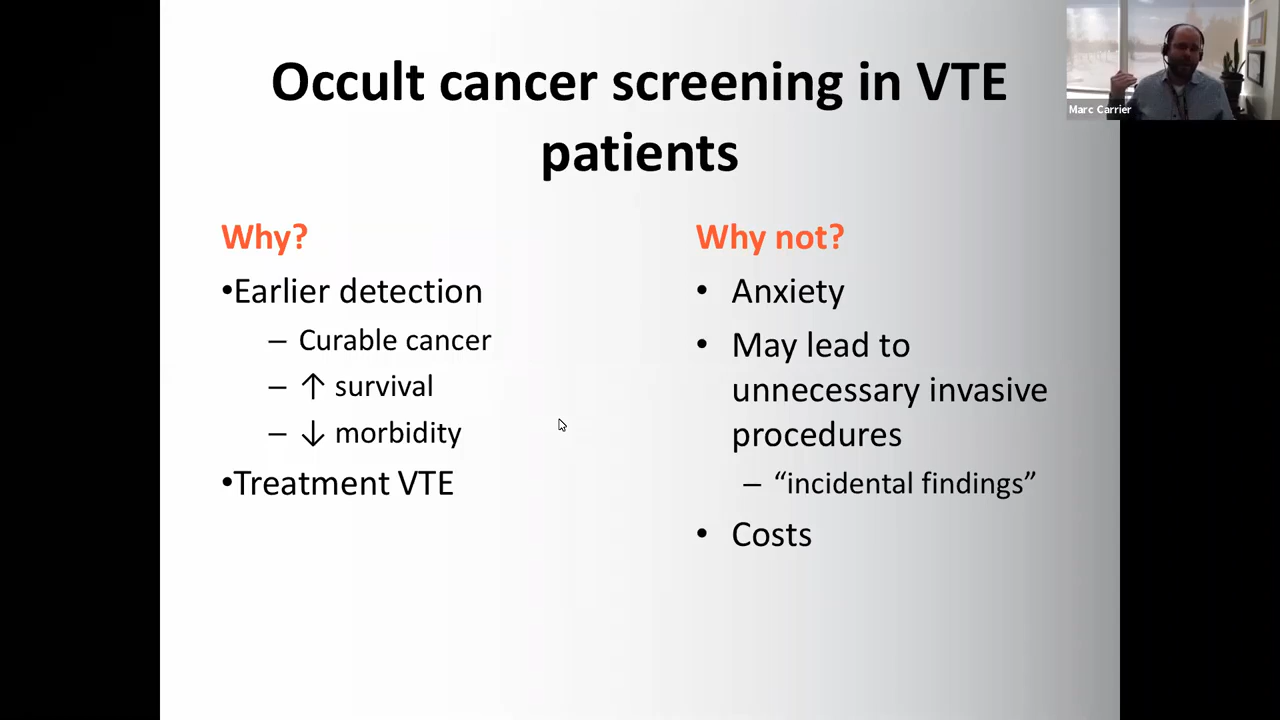 Occult cancer screening in VTE
patients
Marc Carrier
Why?
•Earlier detection
– Curable cancer
– ↑ survival
– ↓ morbidity
•Treatment VTE
Why not?
• Anxiety
• May lead to
unnecessary invasive
procedures
– “incidental findings”
• Costs